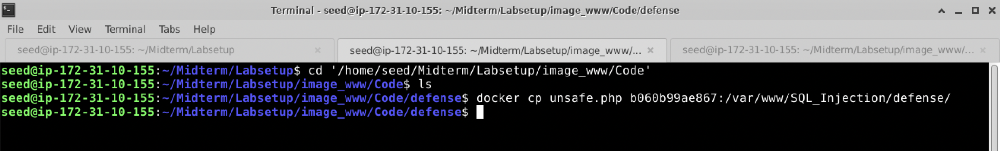 Terminal - seed@ip-172-31-10-155: ~/Midterm/Labsetup/image_www/Code/defense
File Edit View Terminal Tabs Help
seed@ip-172-31-10-155: ~/Midterm/Labsetup × seed@ip-172-31-10-155: ~/Midterm/Labsetup/image_www/... × seed@ip-172-31-10-155: ~/Midterm/Labsetup/image_www/... ×
seed@ip-172-31-10-155:~/Midterm/Labsetup$ cd '/home/seed/Midterm/Labsetup/image_www/Code'
seed@ip-172-31-10-155:~/Midterm/Labsetup/image_www/Code$ ls
seed@ip-172-31-10-155:~/Midterm/Labsetup/image_www/Code/defense$ docker cp unsafe.php b060b99ae867:/var/www/SQL_Injection/defense/
seed@ip-172-31-10-155:~/Midterm/Labsetup/image_www/Code/defense$